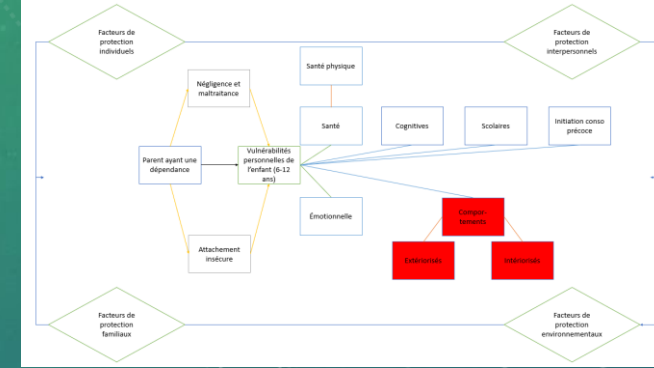 Facteurs de
protection
individuels
Facteurs de
protection
interpersonnels
Santé physique
Négligence et
maltraitance
Santé
Cognitives
Scolaires
Initiation conso
précoce
Parent ayant une
dépendance
Vulnérabilités
personnelles de
l'enfant (6-12
ans)
Émotionnelle
Compor-
tements
Attachement
insécure
Extériorisés
Intériorisés
Facteurs de
protection
familiaux
Facteurs de
protection
environnementaux